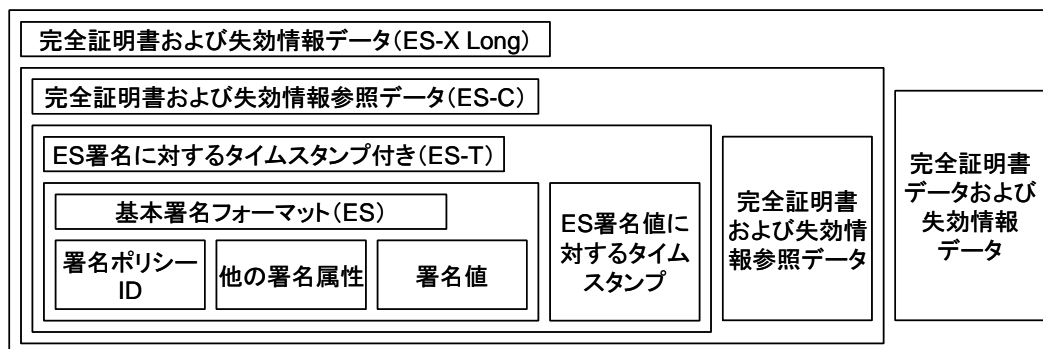 完全証明書および失効情報データ(ES-X Long)
完全証明書および失効情報参照データ(ES-C)
ES署名に対するタイムスタンプ付き(ES-T)
基本署名フォーマット(ES)
署名ポリシー
ID
他の署名属性
署名値
ES署名値に
対するタイム
スタンプ
完全証明書
および失効情
報参照データ
完全証明書
データおよび
失効情報
データ